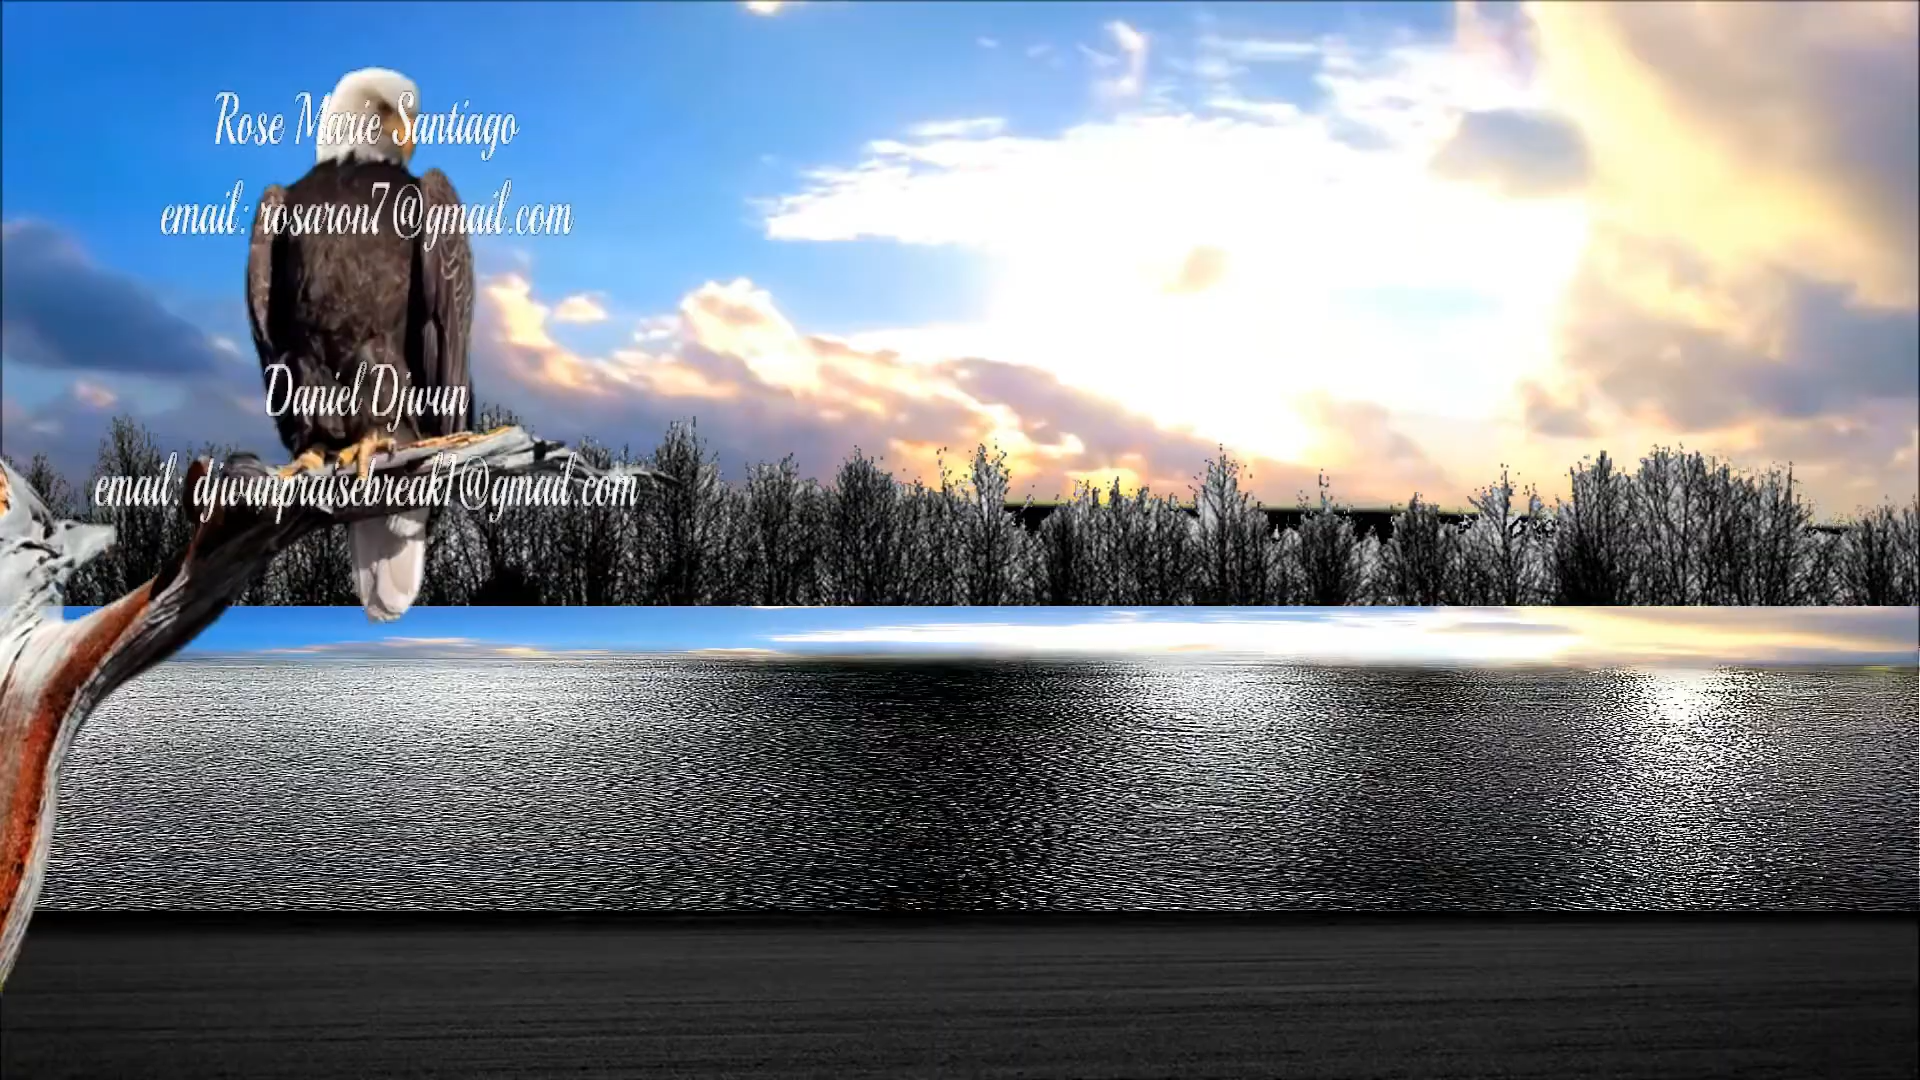 Rose Marie Santiago
email: rosaron7@gmail.com
Daniel Djwun
email: djwunpraisebreak1@gmail.com